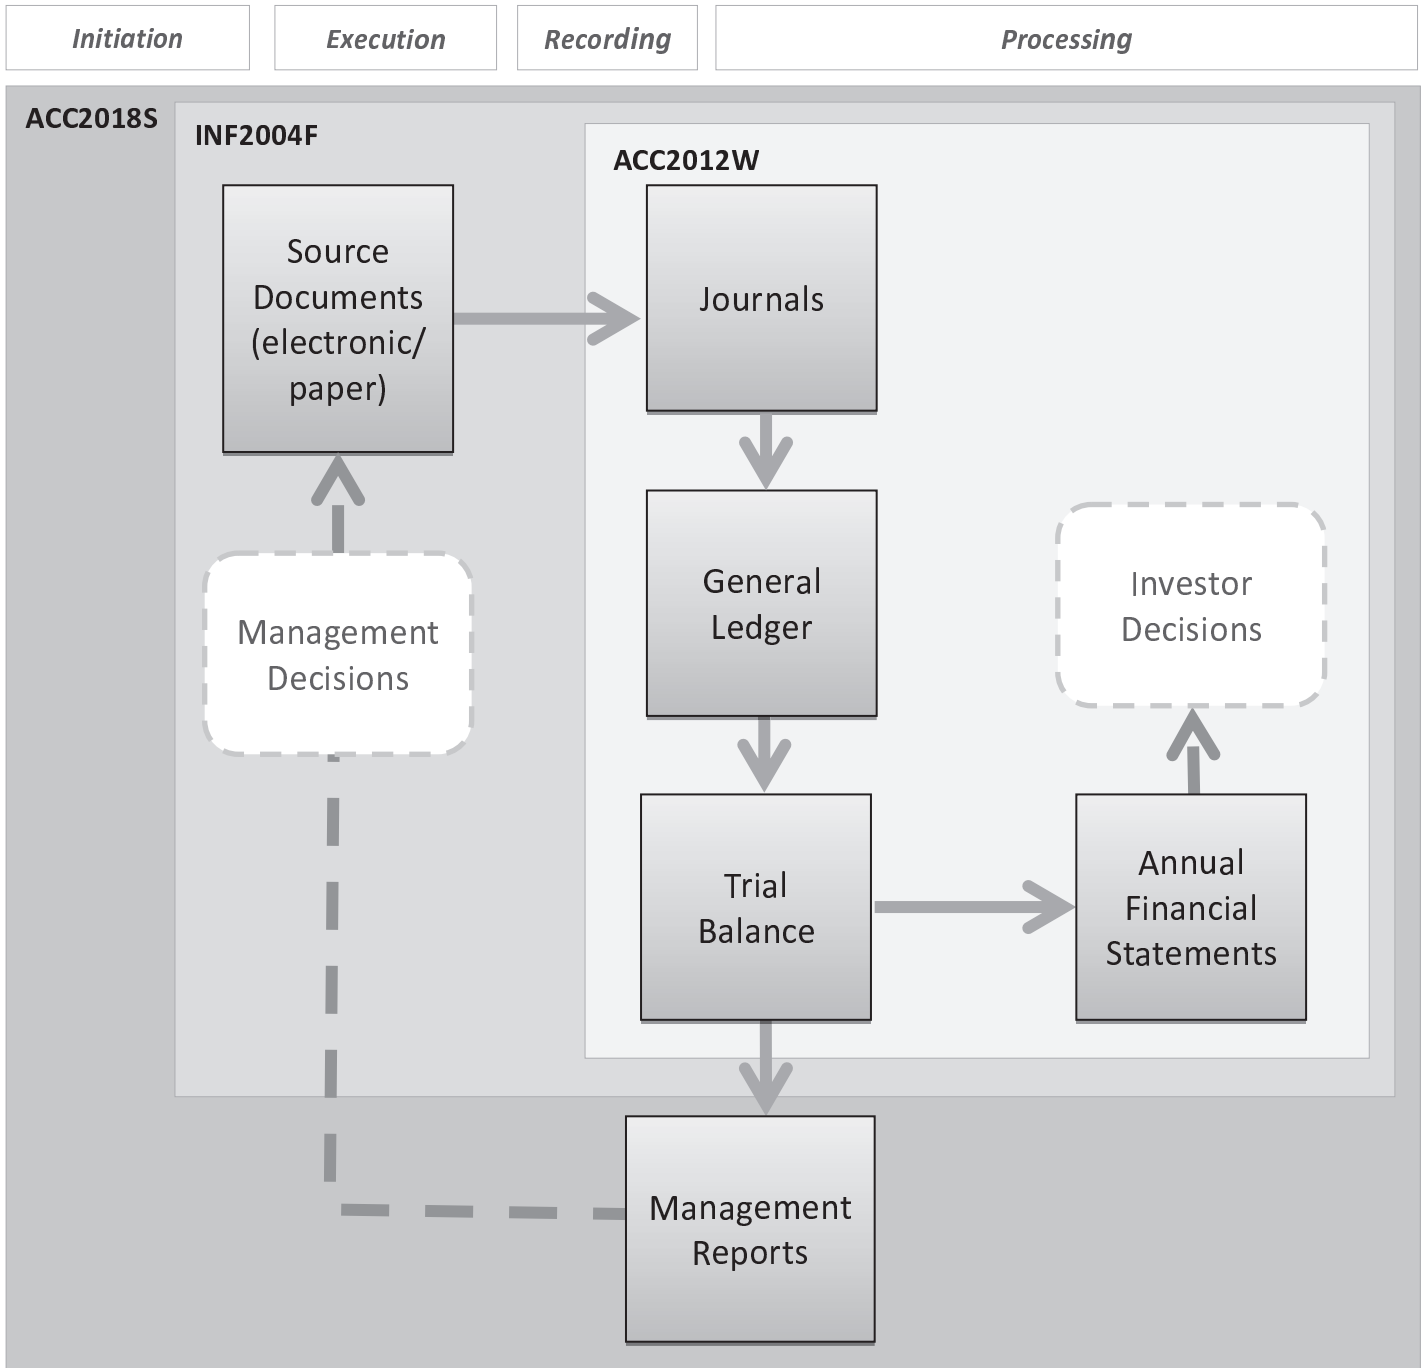 Initiation
Execution
Recording
Processing
ACC2018S
INF2004F
ACC2012W
Source
Documents
(electronic/
paper)
Journals
General
Ledger
Investor
Decisions
Management
Decisions
Trial
Balance
Annual
Financial
Statements
Management
Reports